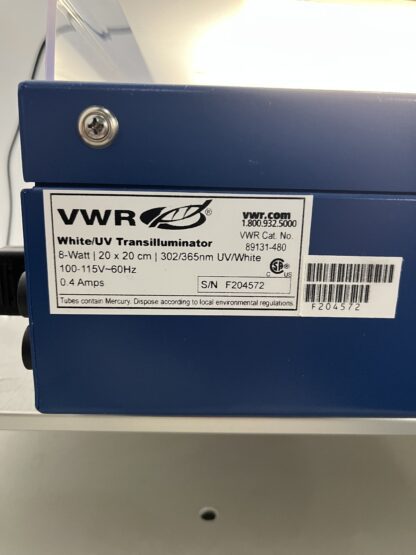 VWR®
vwr.com
1.800.932.5000
VWR Cat. No.
89131-480
White/UV Transilluminator
8-Watt | 20 x 20 cm | 302/365nm UV/White
100-115V~60Hz
0.4 Amps
C SA® US
S/N F204572
Tubes contain Mercury. Dispose according to local environmental regulations.
F204572